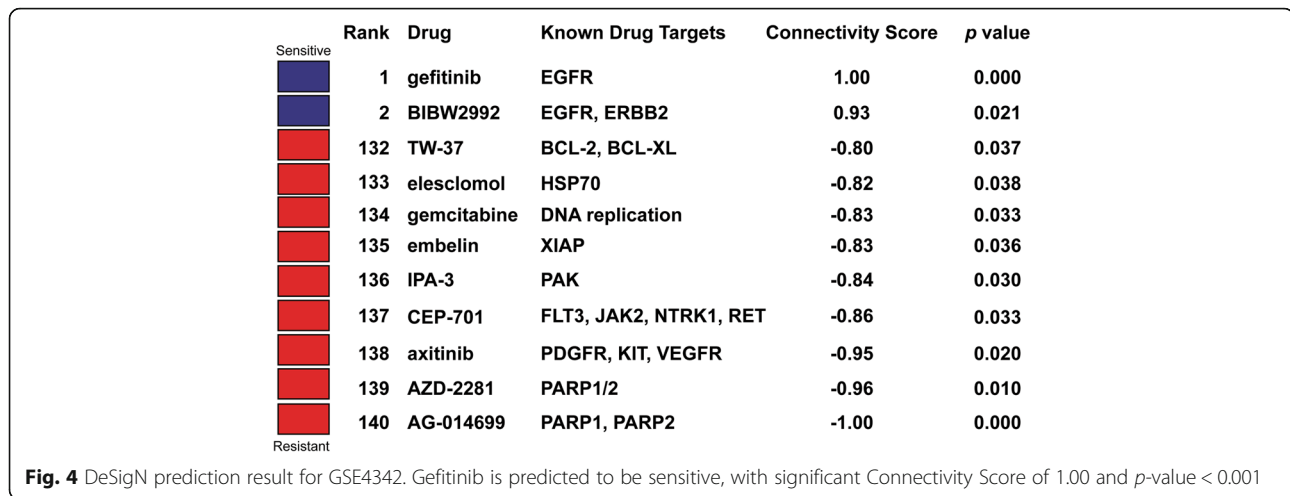 Rank Drug Known Drug Targets Connectivity Score p value
Sensitive
1 gefitinib EGFR 1.00 0.000
2 BIBW2992 EGFR, ERBB2 0.93 0.021
132 TW-37 BCL-2, BCL-XL -0.80 0.037
133 elesclomol HSP70 -0.82 0.038
134 gemcitabine DNA replication -0.83 0.033
135 embelin XIAP -0.83 0.036
136 IPA-3 PAK -0.84 0.030
137 CEP-701 FLT3, JAK2, NTRK1, RET -0.86 0.033
138 axitinib PDGFR, KIT, VEGFR -0.95 0.020
139 AZD-2281 PARP1/2 -0.96 0.010
140 AG-014699 PARP1, PARP2 -1.00 0.000
Resistant
Fig. 4 DeSigN prediction result for GSE4342. Gefitinib is predicted to be sensitive, with significant Connectivity Score of 1.00 and p-value < 0.001